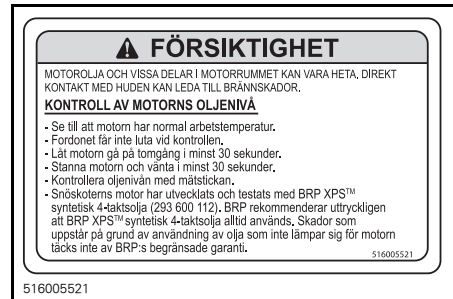 FÖRSIKTIGHET
MOTOROLJA OCH VISSA DELAR I MOTORRUMMET KAN VARA HETA, DIREKT
KONTAKT MED HUDEN KAN LEDA TILL BRÄNNSKADOR.
KONTROLL AV MOTORNS OLJENIVÅ
- Se till att motorn har normal arbetstemperatur.
- Fordonet får inte luta vid kontrollen.
- Låt motorn gå på tomgång i minst 30 sekunder.
- Stanna motorn och vänta i minst 30 sekunder.
- Kontrollera oljenivån med mätstickan.
- Snöskoterns motor har utvecklats och testats med BRP XPS™
syntetisk 4-taktsolja (293 600 112). BRP rekommenderar uttryckligen
att BRP XPS™ syntetisk 4-taktsolja alltid används. Skador som
uppstår på grund av användning av olja som inte lämpar sig för motorn
täcks inte av BRP:s begränsade garanti.
516005521
516005521